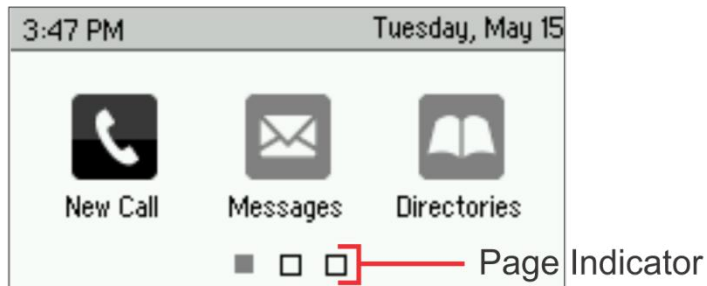 3:47 PM Tuesday, May 15
New Call Messages Directories
Page Indicator